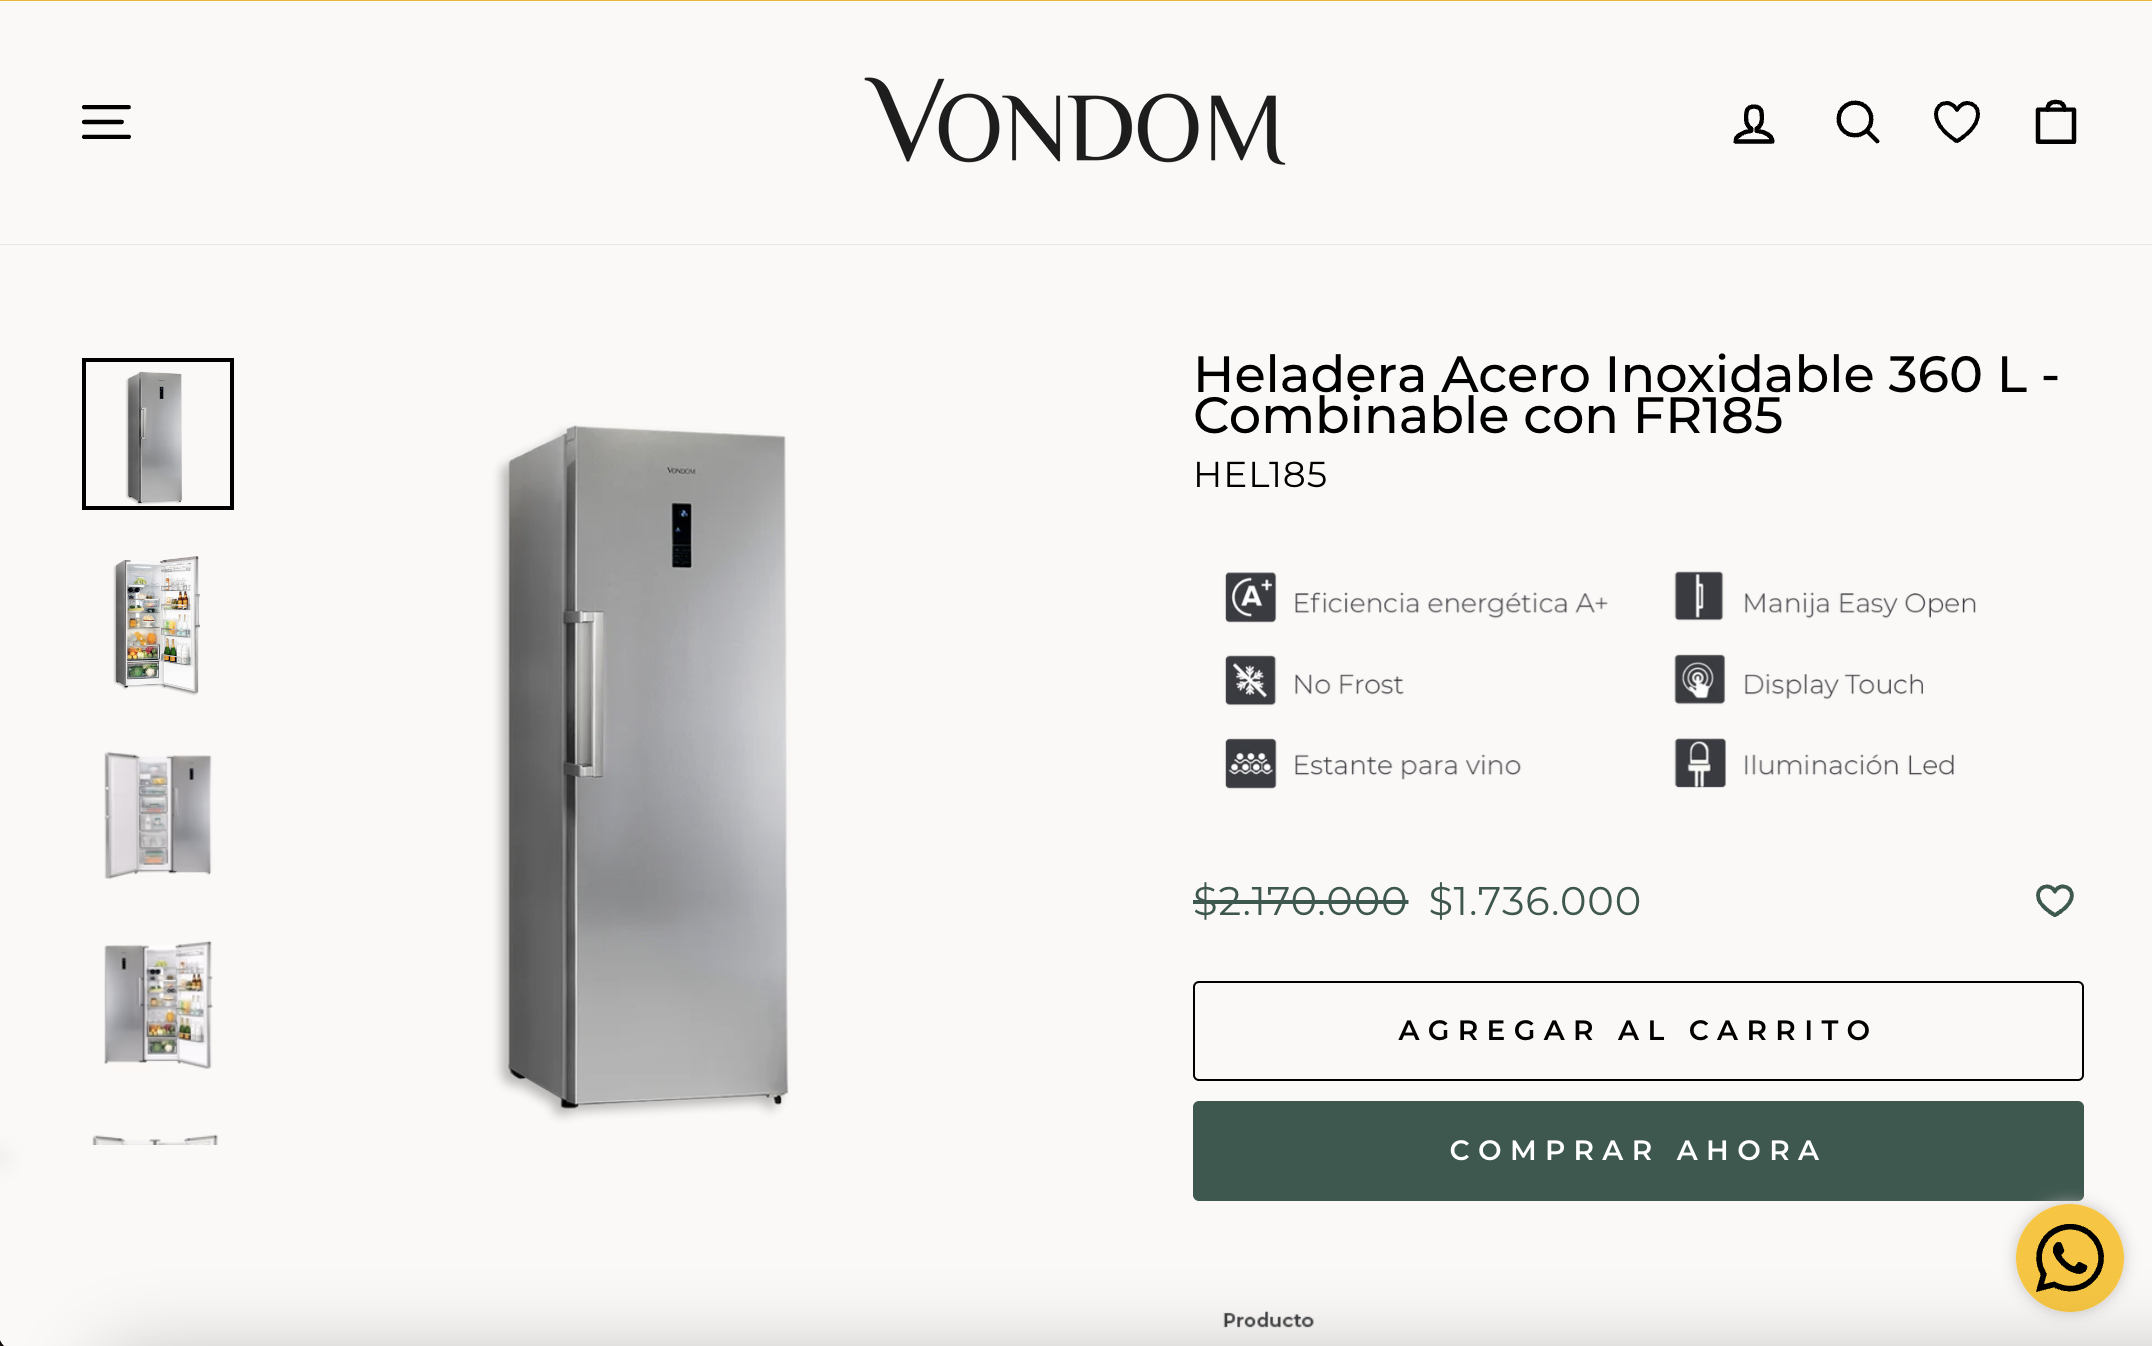 VONDOM
Heladera Acero Inoxidable 360 L -
Combinable con FR185
HEL185
VONDOM
A+ Eficiencia energética A+
Manija Easy Open
No Frost
Display Touch
Estante para vino
Iluminación Led
$2.170.000 $1.736.000
AGREGAR AL CARRITO
COMPRAR AHORA
Producto